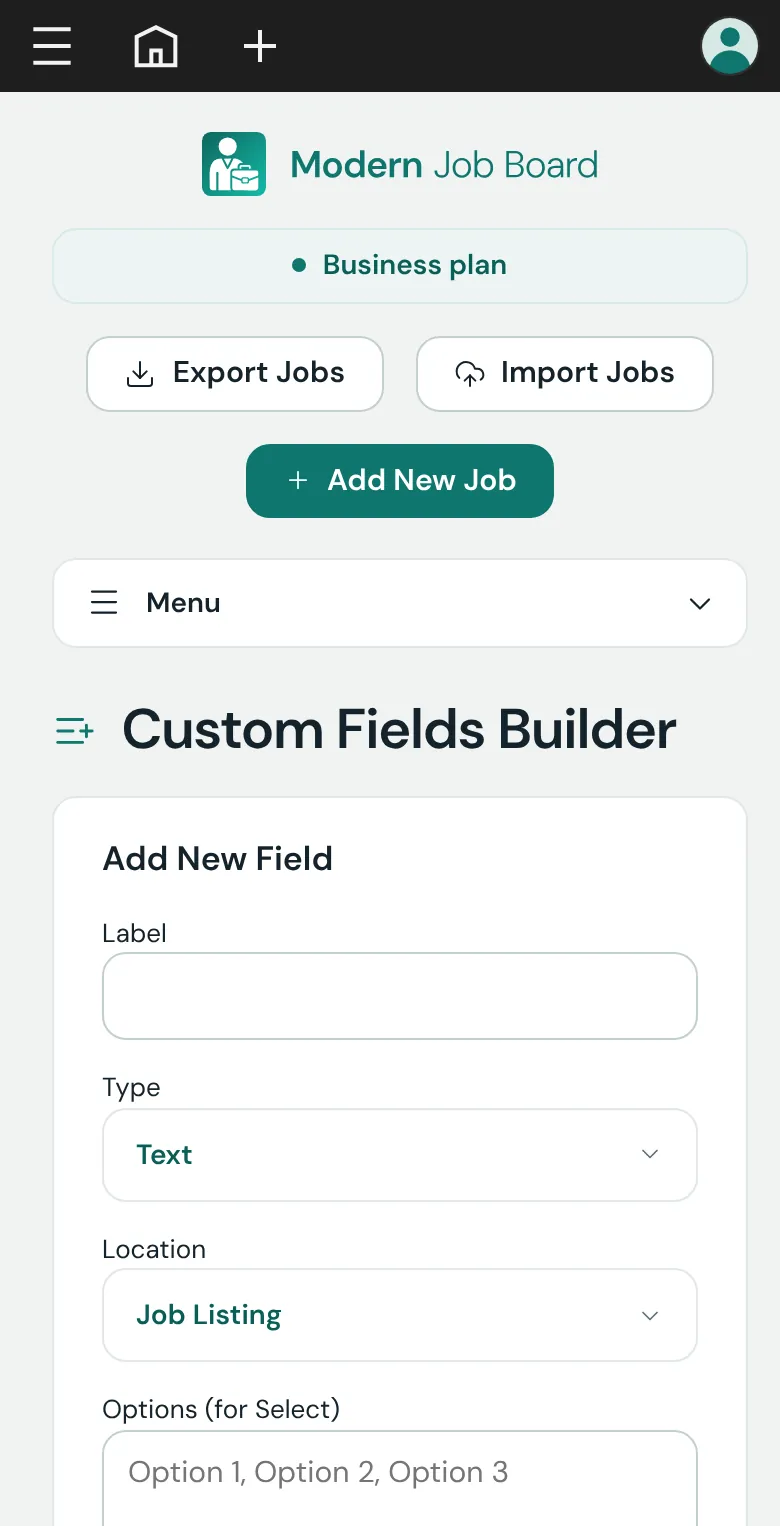 Modern Job Board
Business plan
Export Jobs
Import Jobs
Add New Job
Menu
Custom Fields Builder
Add New Field
Label
Type
Text
Location
Job Listing
Options (for Select)
Option 1, Option 2, Option 3